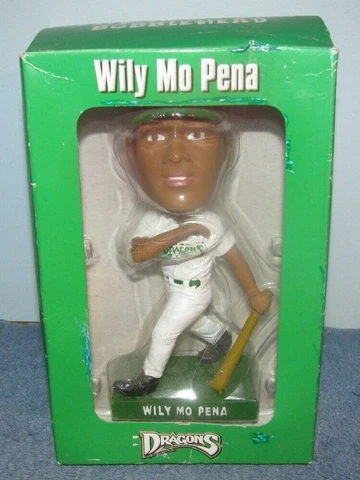 BOBBLEHEAD
Wily Mo Pena
DRAGONS
WILY MO PENA
DRAGONS